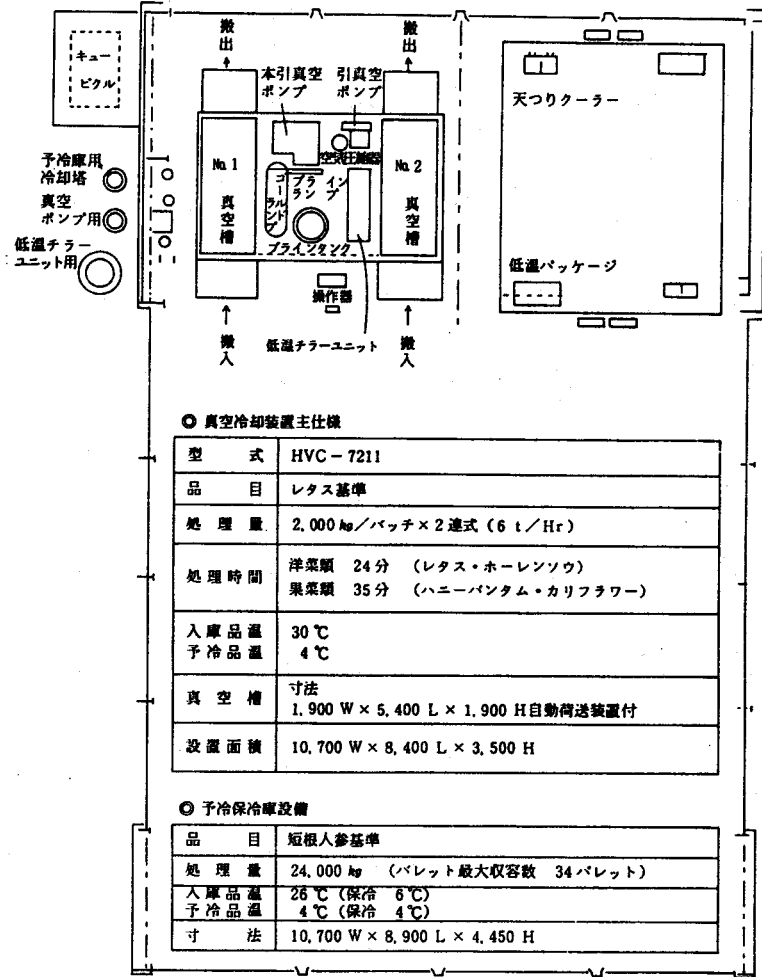 搬出
搬出
キュー
ビクル
本引真空
ポンプ
引真空
ポンプ
天つりクーラー
予冷庫用
冷却塔
真空
ポンプ用
低温チラー
ユニット用
No.1
真空槽
空気圧縮器
No.2
真空槽
ブライン
ポンプ
ブラインタンク
低温パッケージ
操作器
搬入
低温チラーユニット
搬入
◎ 真空冷却装置主仕様
型式 HVC-7211
品目 レタス基準
処理量 2,000 kg/バッチ×2連式 (6 t/Hr)
処理時間 洋菜類 24分 (レタス・ホーレンソウ)
果菜類 35分 (ハニーバンタム・カリフラワー)
入庫品温 30℃
予冷品温 4℃
真空槽 寸法
1,900 W × 5,400 L × 1,900 H自動荷送装置付
設置面積 10,700 W × 8,400 L × 3,500 H
◎ 予冷保冷庫設備
品目 短根人参基準
処理量 24,000 kg (パレット最大収容数 34パレット)
入庫品温 26℃ (保冷 6℃)
予冷品温 4℃ (保冷 4℃)
寸法 10,700 W × 8,900 L × 4,450 H